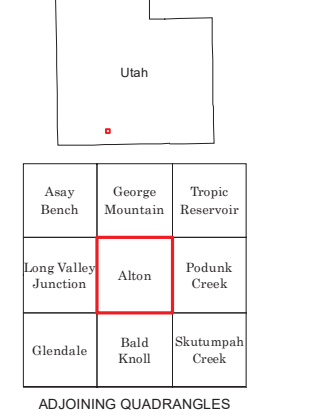 Utah
Asay
Bench
George
Mountain
Tropic
Reservoir
Long Valley
Junction
Alton
Podunk
Creek
Glendale
Bald
Knoll
Skutumpah
Creek
ADJOINING QUADRANGLES